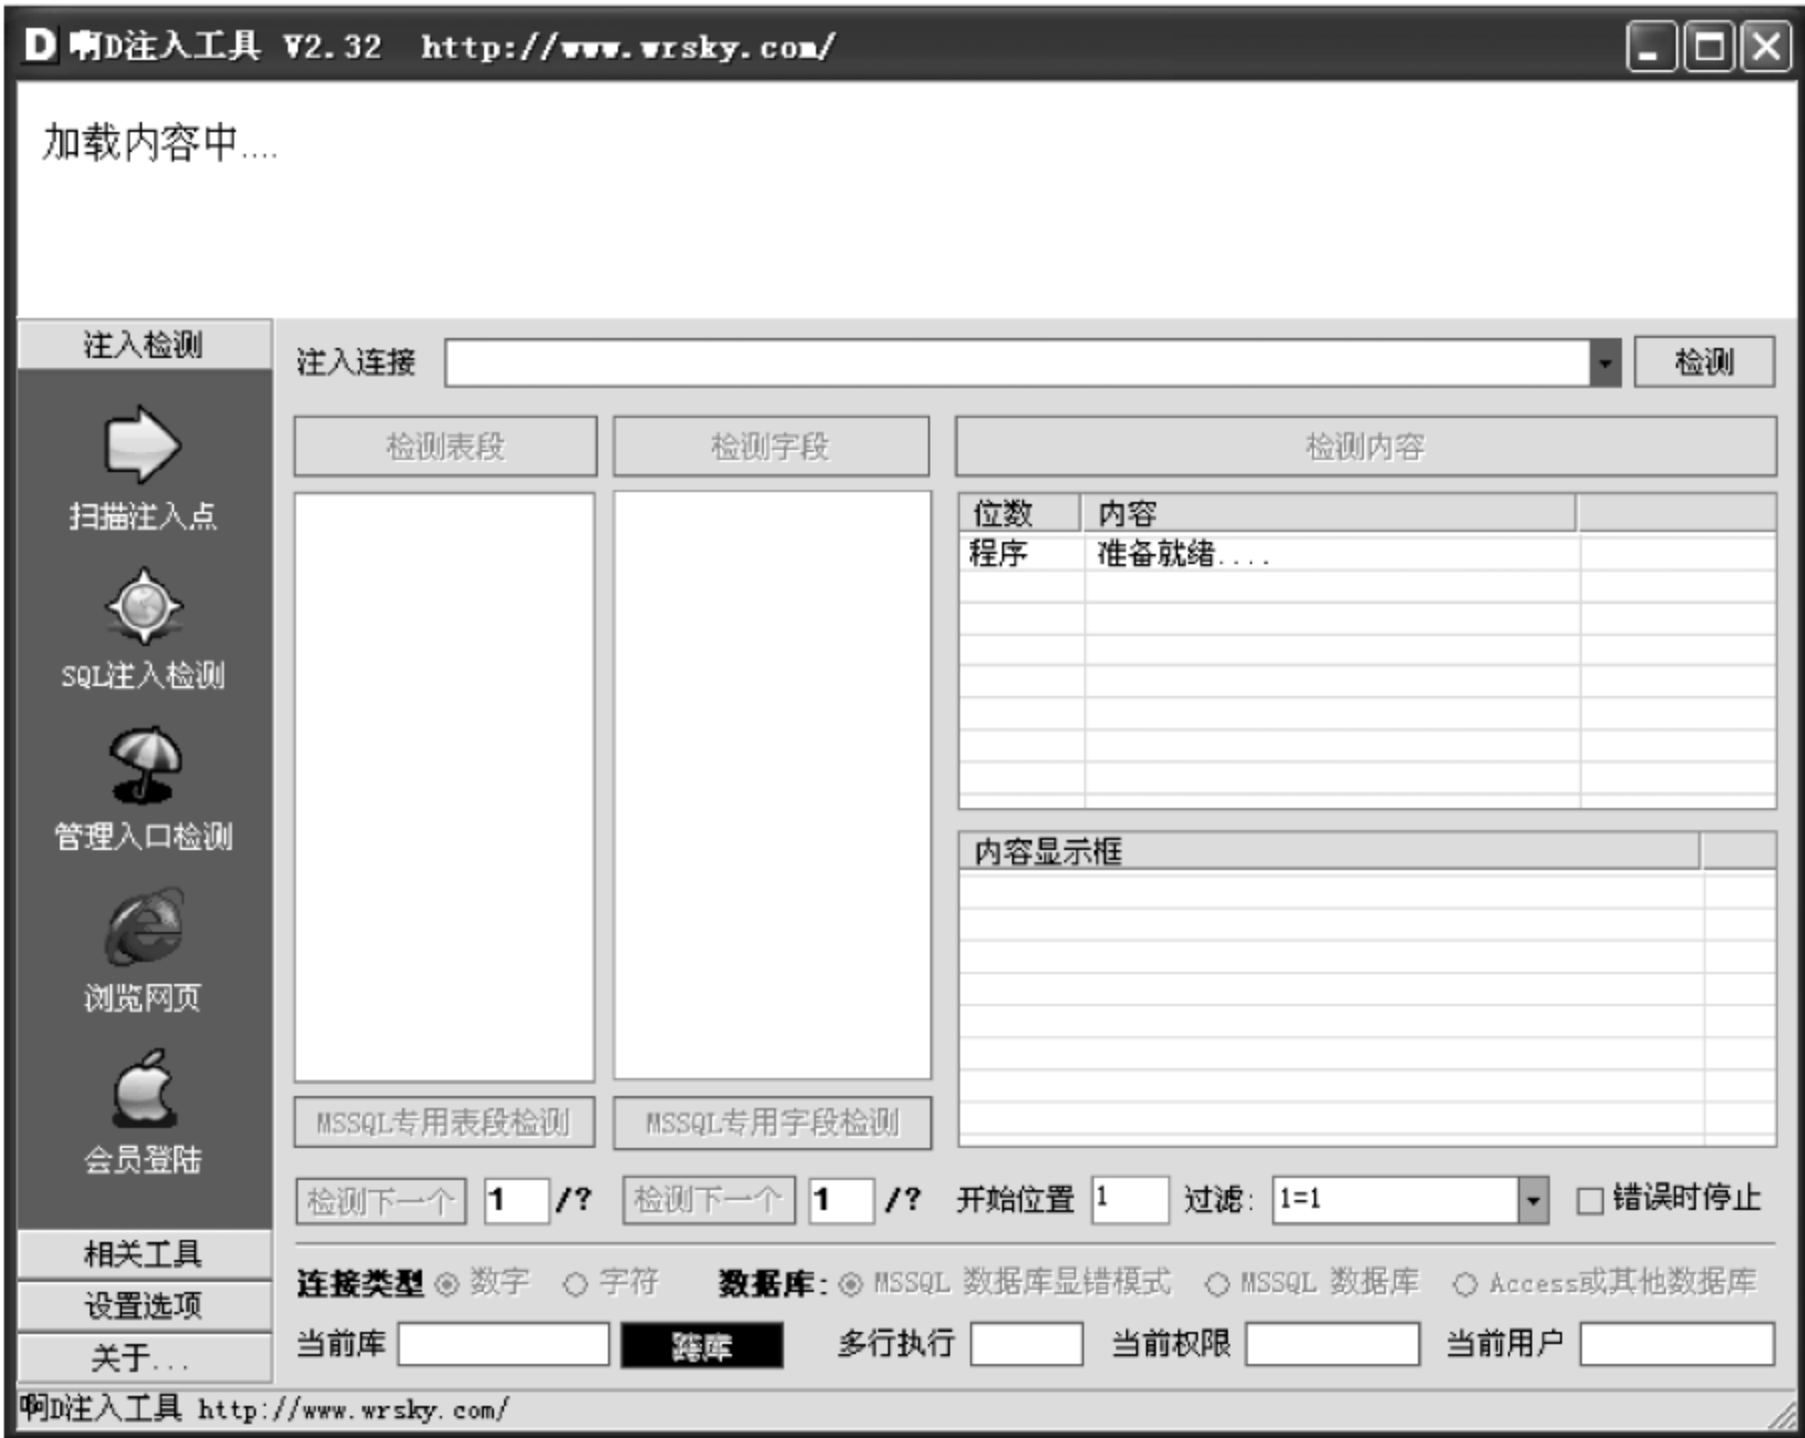 D 啊D注入工具 V2.32 http://www.wrsky.com/
加载内容中....
注入检测
注入连接
检测
检测表段
检测字段
检测内容
扫描注入点
位数
内容
程序
准备就绪....
SQL注入检测
管理入口检测
内容显示框
浏览网页
会员登陆
MSSQL专用表段检测
MSSQL专用字段检测
检测下一个 1 /?
检测下一个 1 /?
开始位置 1
过滤: 1=1
错误时停止
相关工具
连接类型 数字 字符
数据库: MSSQL 数据库显错模式 MSSQL 数据库 Access或其他数据库
设置选项
当前库
跨库
多行执行
当前权限
当前用户
关于...
啊D注入工具 http://www.wrsky.com/